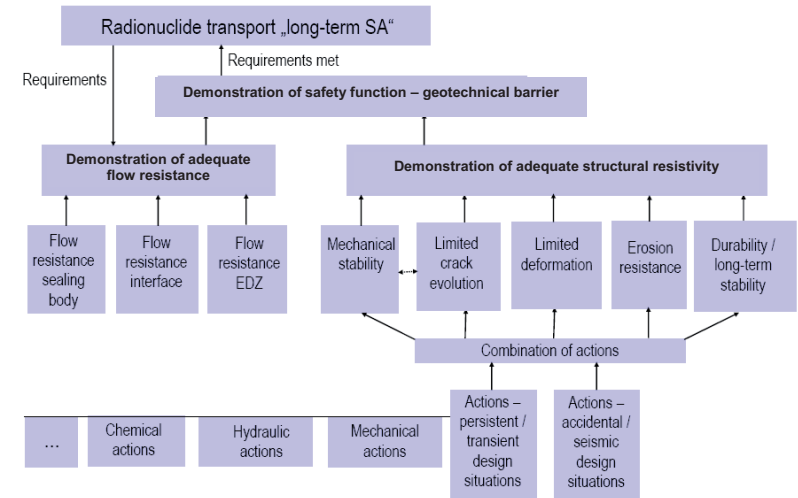 Radionuclide transport „long-term SA“
Requirements
Requirements met
Demonstration of safety function – geotechnical barrier
Demonstration of adequate
flow resistance
Demonstration of adequate structural resistivity
Flow
resistance
sealing
body
Flow
resistance
interface
Flow
resistance
EDZ
Mechanical
stability
Limited
crack
evolution
Limited
deformation
Erosion
resistance
Durability /
long-term
stability
Combination of actions
…
Chemical
actions
Hydraulic
actions
Mechanical
actions
Actions –
persistent /
transient
design
situations
Actions –
accidental /
seismic
design
situations